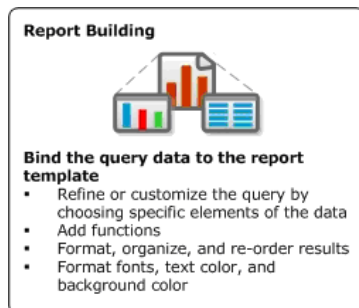 Report Building
Bind the query data to the report
template
▪ Refine or customize the query by
choosing specific elements of the data
▪ Add functions
▪ Format, organize, and re-order results
▪ Format fonts, text color, and
background color